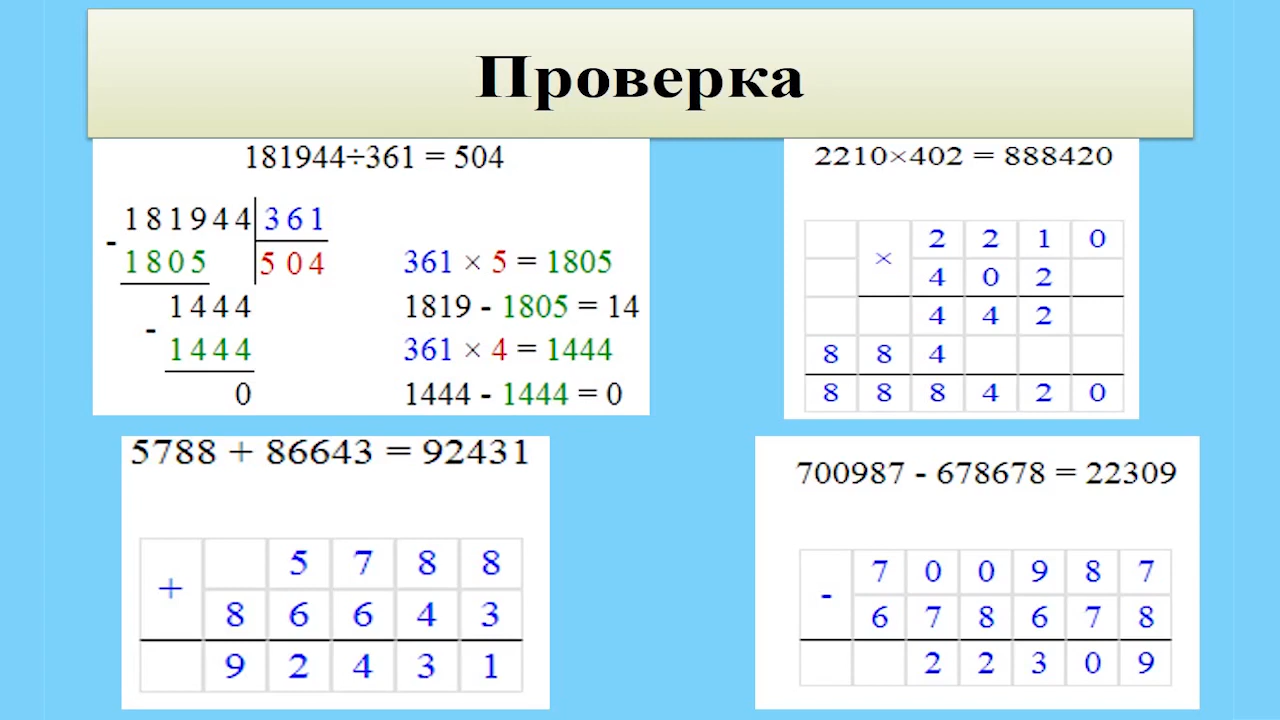 Проверка
181944÷361 = 504
181944 361
-
1805 504
361 × 5 = 1805
1444
1819 - 1805 = 14
-
1444
361 × 4 = 1444
0
1444 - 1444 = 0
2210×402 = 888420
× 2 2 1 0
4 0 2
4 4 2
8 8 4
8 8 8 4 2 0
5788 + 86643 = 92431
+ 5 7 8 8
8 6 6 4 3
9 2 4 3 1
700987 - 678678 = 22309
- 7 0 0 9 8 7
6 7 8 6 7 8
2 2 3 0 9